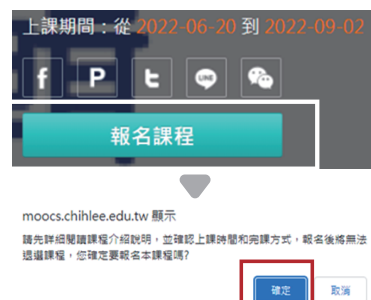 上課期間：從 2022-06-20 到 2022-09-02
f P t LINE
報名課程
moocs.chihlee.edu.tw 顯示
請先詳細閱讀課程介紹說明，並確認上課時間和完課方式，報名後將無法
退選課程，您確定要報名本課程嗎?
確定 取消